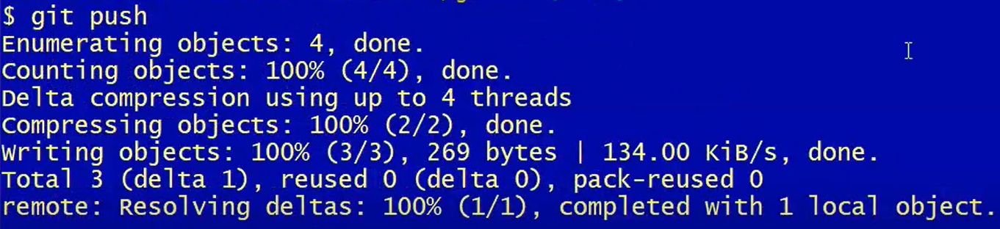 $ git push
Enumerating objects: 4, done.
Counting objects: 100% (4/4), done.
Delta compression using up to 4 threads
Compressing objects: 100% (2/2), done.
Writing objects: 100% (3/3), 269 bytes | 134.00 KiB/s, done.
Total 3 (delta 1), reused 0 (delta 0), pack-reused 0
remote: Resolving deltas: 100% (1/1), completed with 1 local object.